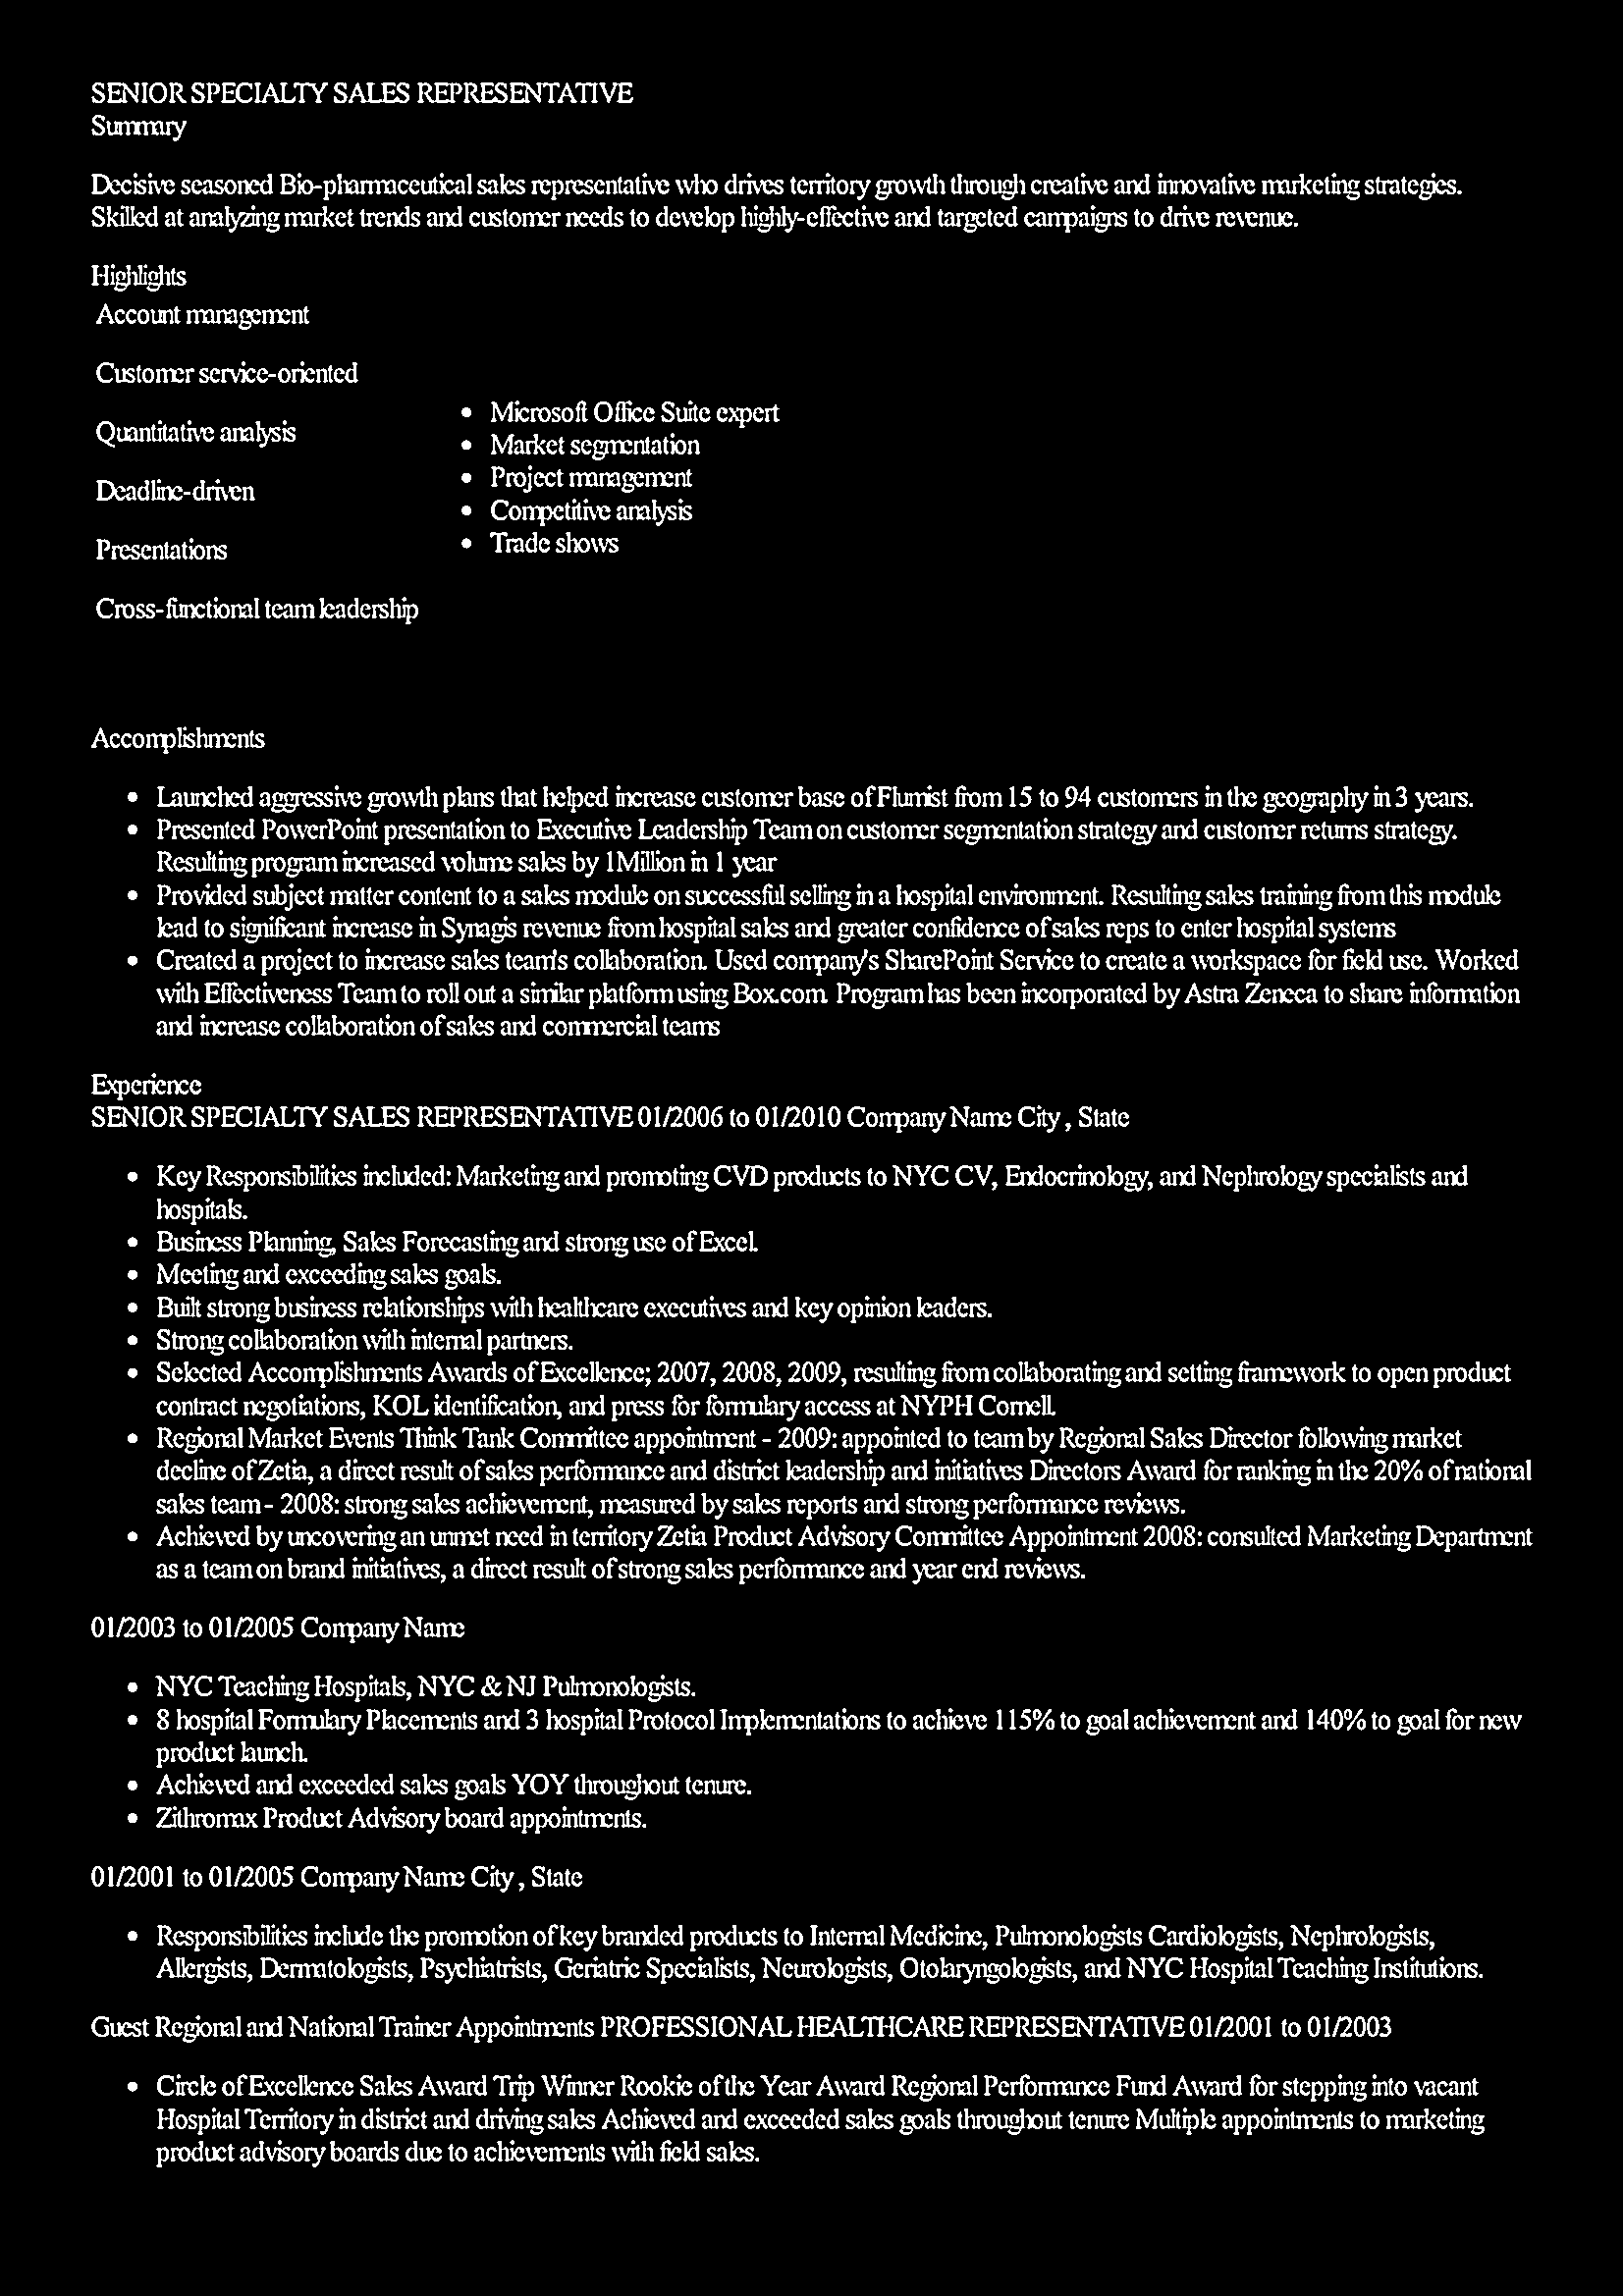 SENIOR SPECIALTY SALES REPRESENTATIVE
Summary
Decisive seasoned Bio-pharmaceutical sales representative who drives territory growth through creative and innovative marketing strategies.
Skilled at analyzing market trends and customer needs to develop highly-effective and targeted campaigns to drive revenue.
Highlights
Account management
Customer service-oriented
Quantitative analysis
Deadline-driven
Presentations
Cross-functional team leadership
• Microsoft Office Suite expert
• Market segmentation
• Project management
• Competitive analysis
• Trade shows
Accomplishments
• Launched aggressive growth plans that helped increase customer base of Flumist from 15 to 94 customers in the geography in 3 years.
• Presented PowerPoint presentation to Executive Leadership Team on customer segmentation strategy and customer returns strategy.
Resulting program increased volume sales by 1Million in 1 year
• Provided subject matter content to a sales module on successful selling in a hospital environment. Resulting sales training from this module
lead to significant increase in Synagis revenue from hospital sales and greater confidence of sales reps to enter hospital systems
• Created a project to increase sales team's collaboration. Used company's SharePoint Service to create a workspace for field use. Worked
with Effectiveness Team to roll out a similar platform using Box.com. Program has been incorporated by Astra Zeneca to share information
and increase collaboration of sales and commercial teams
Experience
SENIOR SPECIALTY SALES REPRESENTATIVE 01/2006 to 01/2010 Company Name City , State
• Key Responsibilities included: Marketing and promoting CVD products to NYC CV, Endocrinology, and Nephrology specialists and
hospitals.
• Business Planning, Sales Forecasting and strong use of Excel.
• Meeting and exceeding sales goals.
• Built strong business relationships with healthcare executives and key opinion leaders.
• Strong collaboration with internal partners.
• Selected Accomplishments Awards of Excellence; 2007, 2008, 2009, resulting from collaborating and setting framework to open product
contract negotiations, KOL identification, and press for formulary access at NYPH Cornell.
• Regional Market Events Think Tank Committee appointment - 2009: appointed to team by Regional Sales Director following market
decline of Zetia, a direct result of sales performance and district leadership and initiatives Directors Award for ranking in the 20% of national
sales team - 2008: strong sales achievement, measured by sales reports and strong performance reviews.
• Achieved by uncovering an unmet need in territory Zetia Product Advisory Committee Appointment 2008: consulted Marketing Department
as a team on brand initiatives, a direct result of strong sales performance and year end reviews.
01/2003 to 01/2005 Company Name
• NYC Teaching Hospitals, NYC & NJ Pulmonologists.
• 8 hospital Formulary Placements and 3 hospital Protocol Implementations to achieve 115% to goal achievement and 140% to goal for new
product launch.
• Achieved and exceeded sales goals YOY throughout tenure.
• Zithromax Product Advisory board appointments.
01/2001 to 01/2005 Company Name City , State
• Responsibilities include the promotion of key branded products to Internal Medicine, Pulmonologists Cardiologists, Nephrologists,
Allergists, Dermatologists, Psychiatrists, Geriatric Specialists, Neurologists, Otolaryngologists, and NYC Hospital Teaching Institutions.
Guest Regional and National Trainer Appointments PROFESSIONAL HEALTHCARE REPRESENTATIVE 01/2001 to 01/2003
• Circle of Excellence Sales Award Trip Winner Rookie of the Year Award Regional Performance Fund Award for stepping into vacant
Hospital Territory in district and driving sales Achieved and exceeded sales goals throughout tenure Multiple appointments to marketing
product advisory boards due to achievements with field sales.